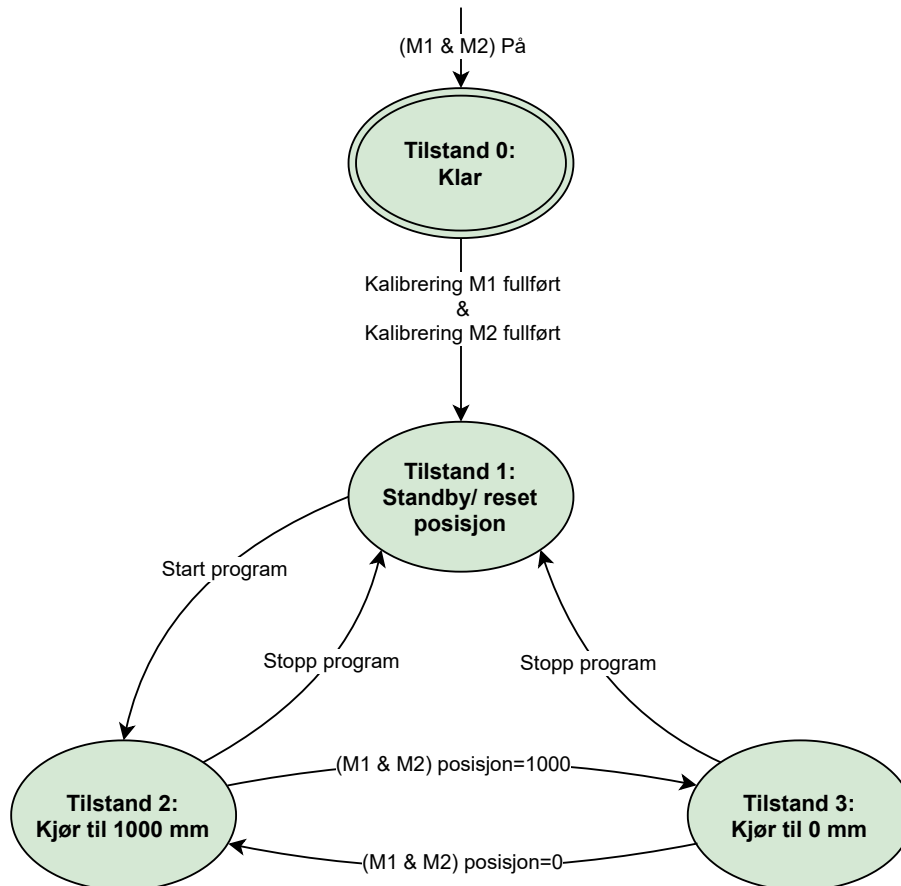 (M1 & M2) På
Tilstand 0:
Klar
Kalibrering M1 fullført
&
Kalibrering M2 fullført
Tilstand 1:
Standby/ reset
posisjon
Start program
Stopp program
Stopp program
(M1 & M2) posisjon=1000
Tilstand 2:
Kjør til 1000 mm
Tilstand 3:
Kjør til 0 mm
(M1 & M2) posisjon=0